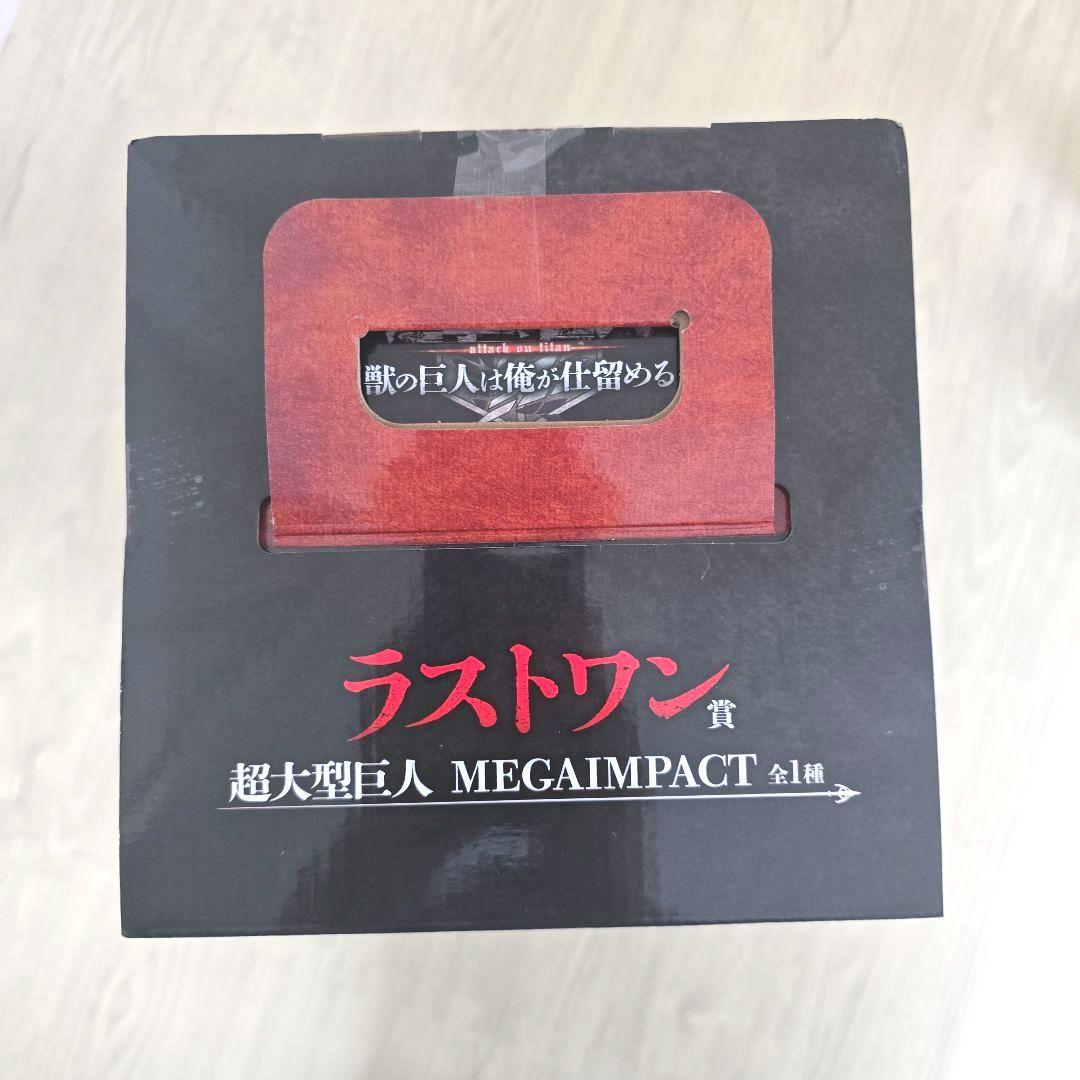 attack on titan
獣の巨人は俺が仕留める
ラストワン賞
超大型巨人 MEGAIMPACT 全1種